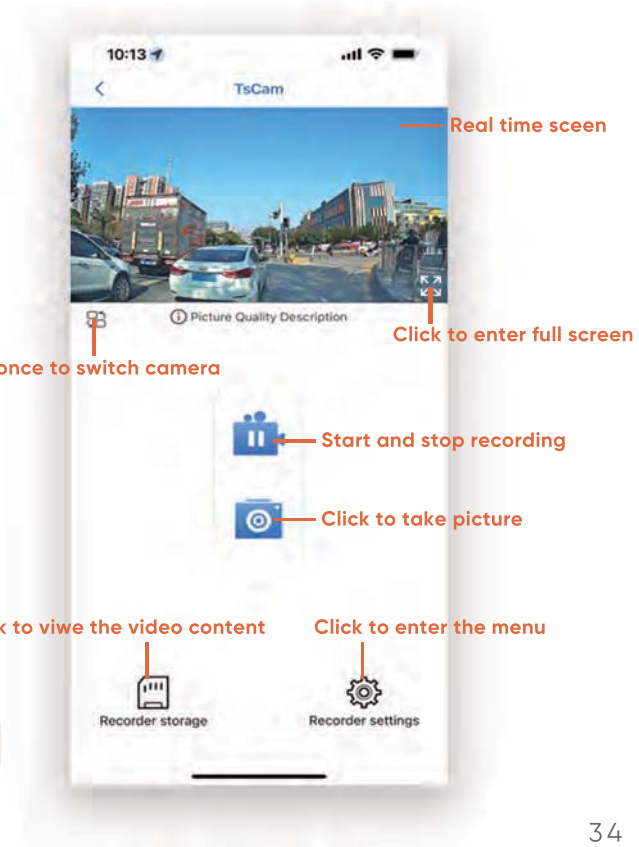 10:13
TsCam
Real time sceen
Picture Quality Description
Click to enter full screen
once to switch camera
Start and stop recording
Click to take picture
to viwe the video content
Click to enter the menu
Recorder storage
Recorder settings
34